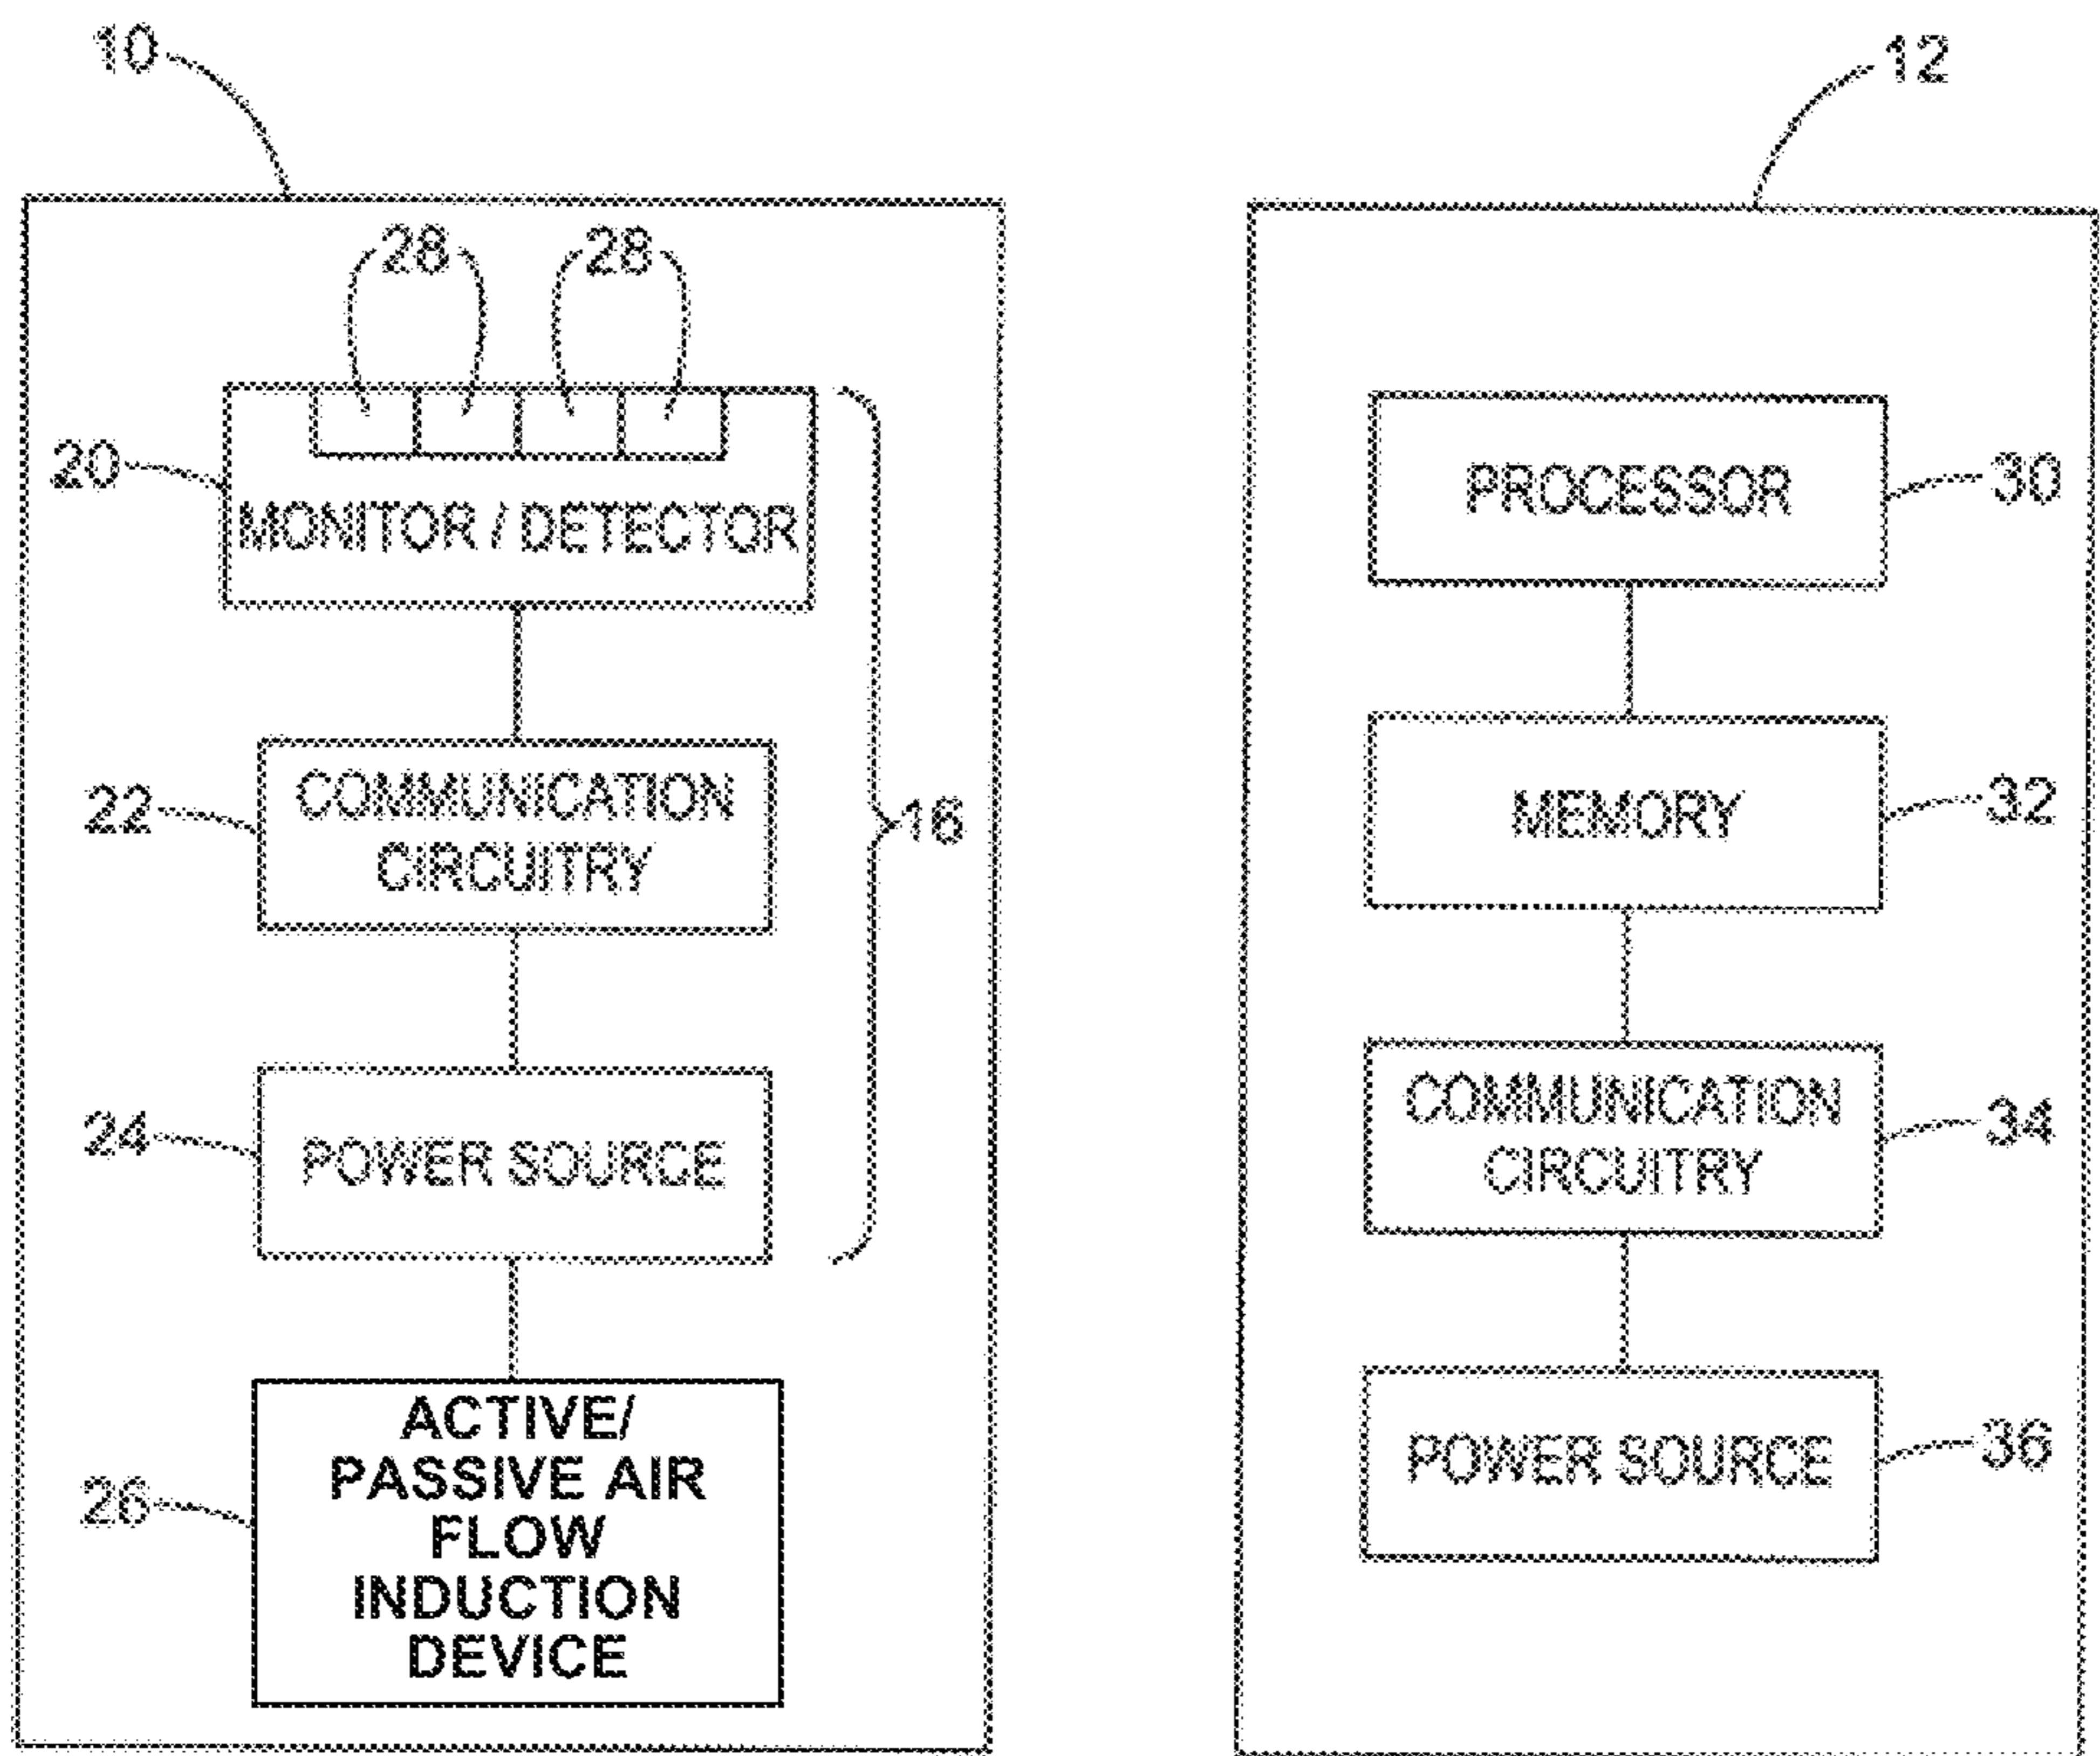 10
12
28 28
20
MONITOR / DETECTOR
22
COMMUNICATION
CIRCUITRY
16
24
POWER SOURCE
26
ACTIVE/
PASSIVE AIR
FLOW
INDUCTION
DEVICE
PROCESSOR
30
MEMORY
32
COMMUNICATION
CIRCUITRY
34
POWER SOURCE
36